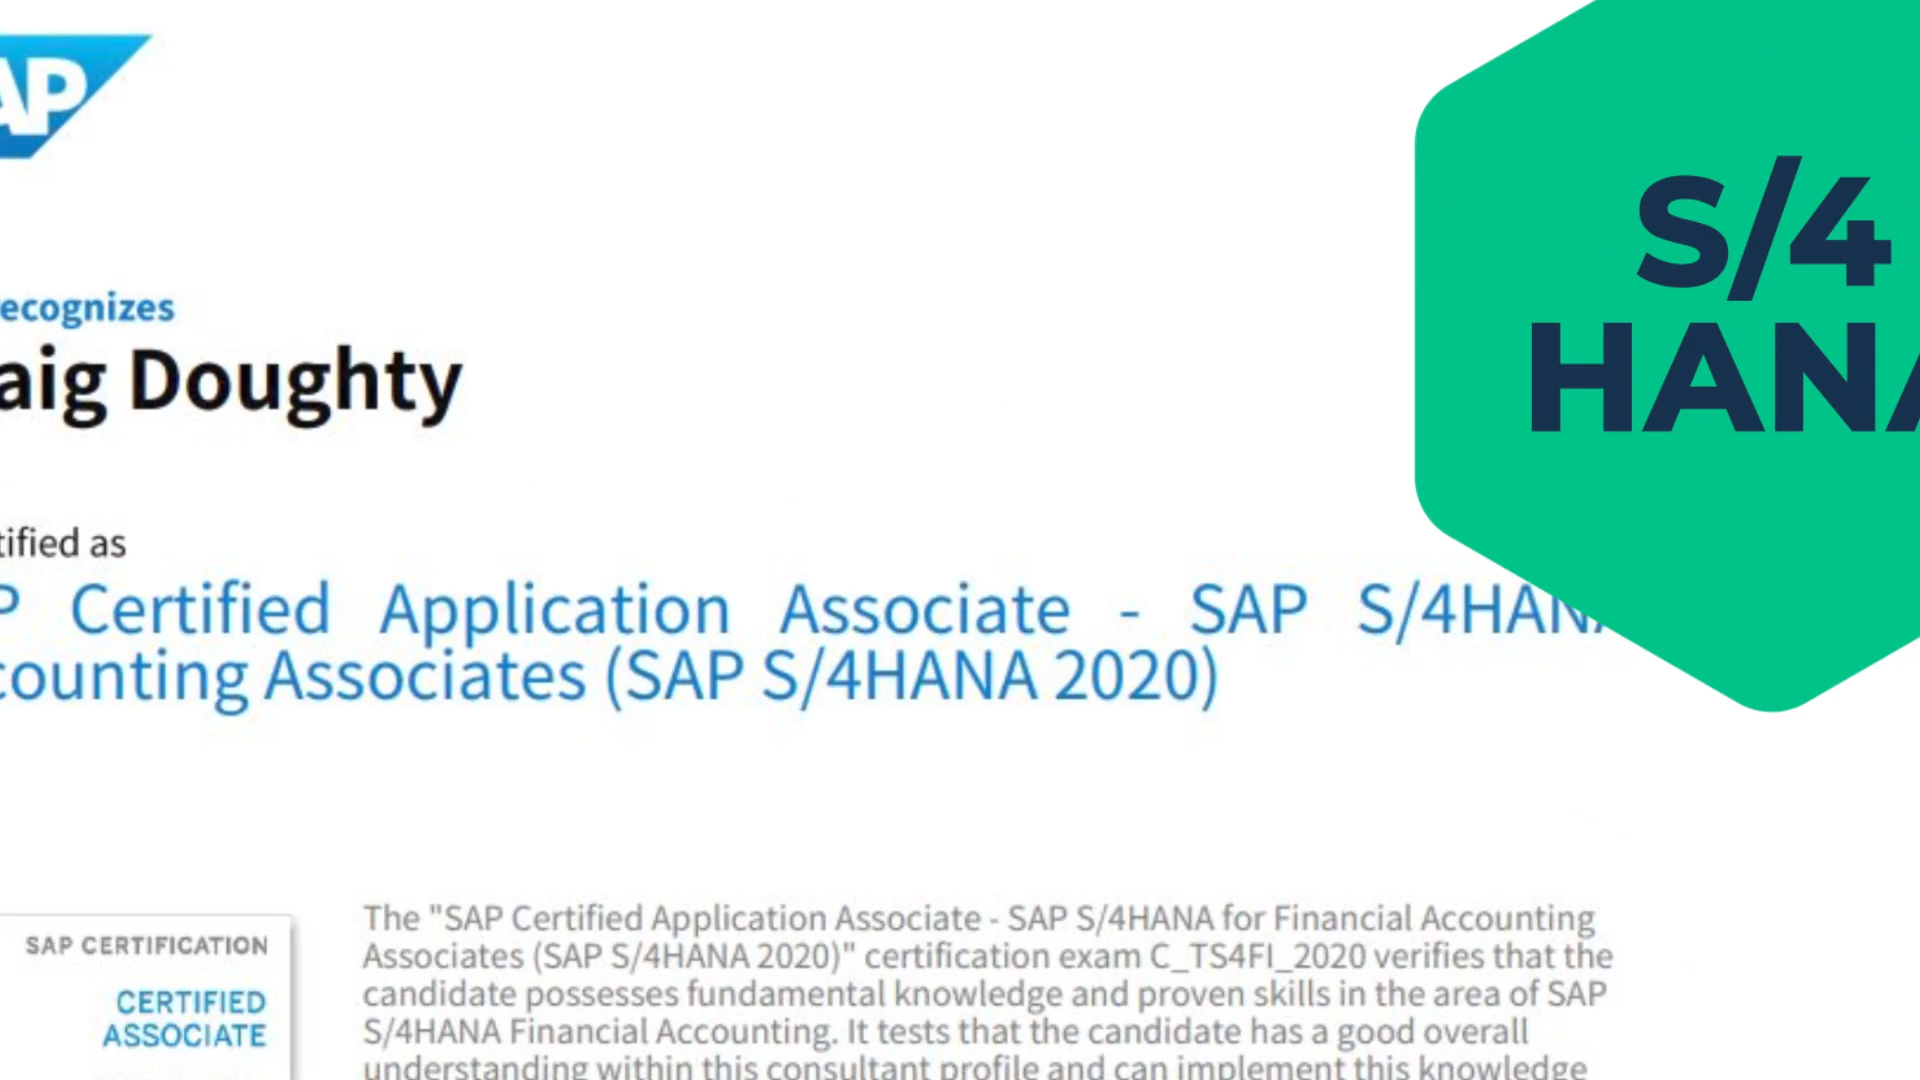 AP
S/4
HANA
ecognizes
aig Doughty
tified as
P Certified Application Associate - SAP S/4HANA
counting Associates (SAP S/4HANA 2020)
SAP CERTIFICATION
CERTIFIED
ASSOCIATE
The "SAP Certified Application Associate - SAP S/4HANA for Financial Accounting
Associates (SAP S/4HANA 2020)" certification exam C_TS4FI_2020 verifies that the
candidate possesses fundamental knowledge and proven skills in the area of SAP
S/4HANA Financial Accounting. It tests that the candidate has a good overall
understanding within this consultant profile and can implement this knowledge